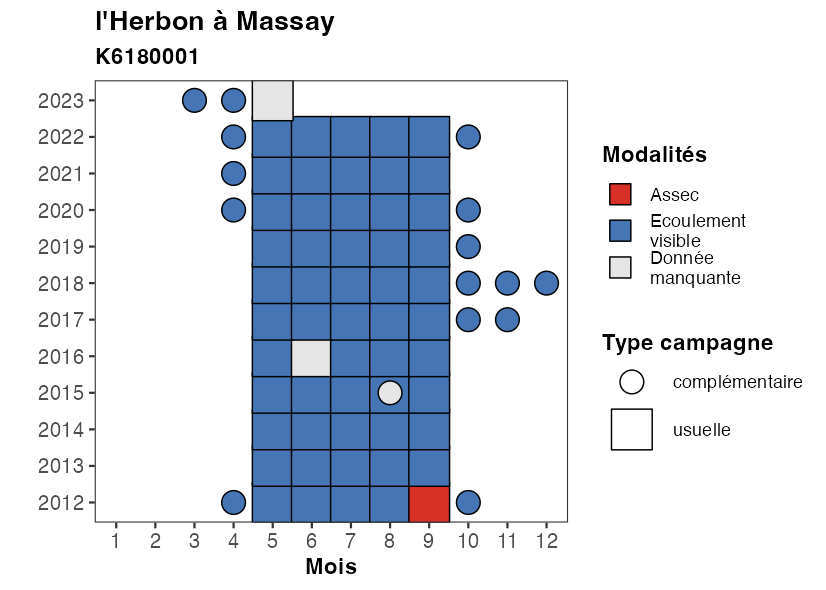 l'Herbon à Massay
K6180001
2023
2022
2021
2020
2019
2018
2017
2016
2015
2014
2013
2012
1 2 3 4 5 6 7 8 9 10 11 12
Mois
Modalités
Assec
Ecoulement
visible
Donnée
manquante
Type campagne
complémentaire
usuelle